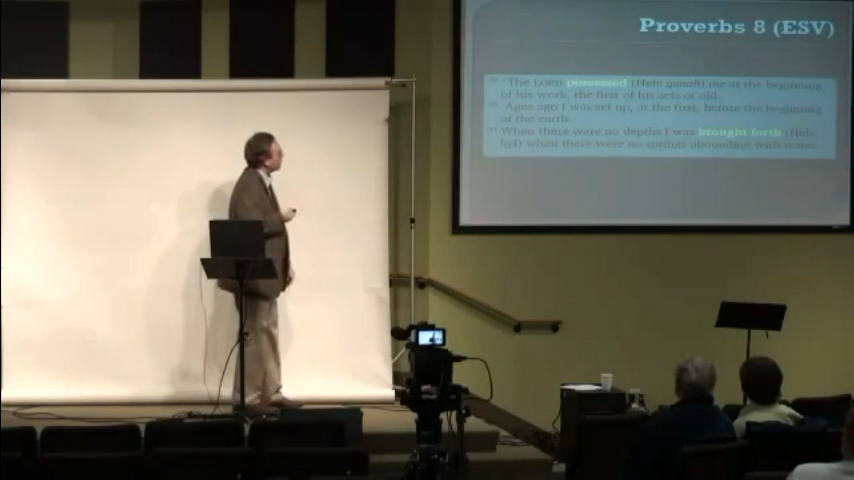 Proverbs 8 (ESV)
"The LORD possessed (Heb: qanah) me at the beginning
of his work, the first of his acts of old.
Ages ago I was set up, at the first, before the beginning
of the earth.
When there were no depths I was brought forth (Heb:
hyl) when there were no springs abounding with water.